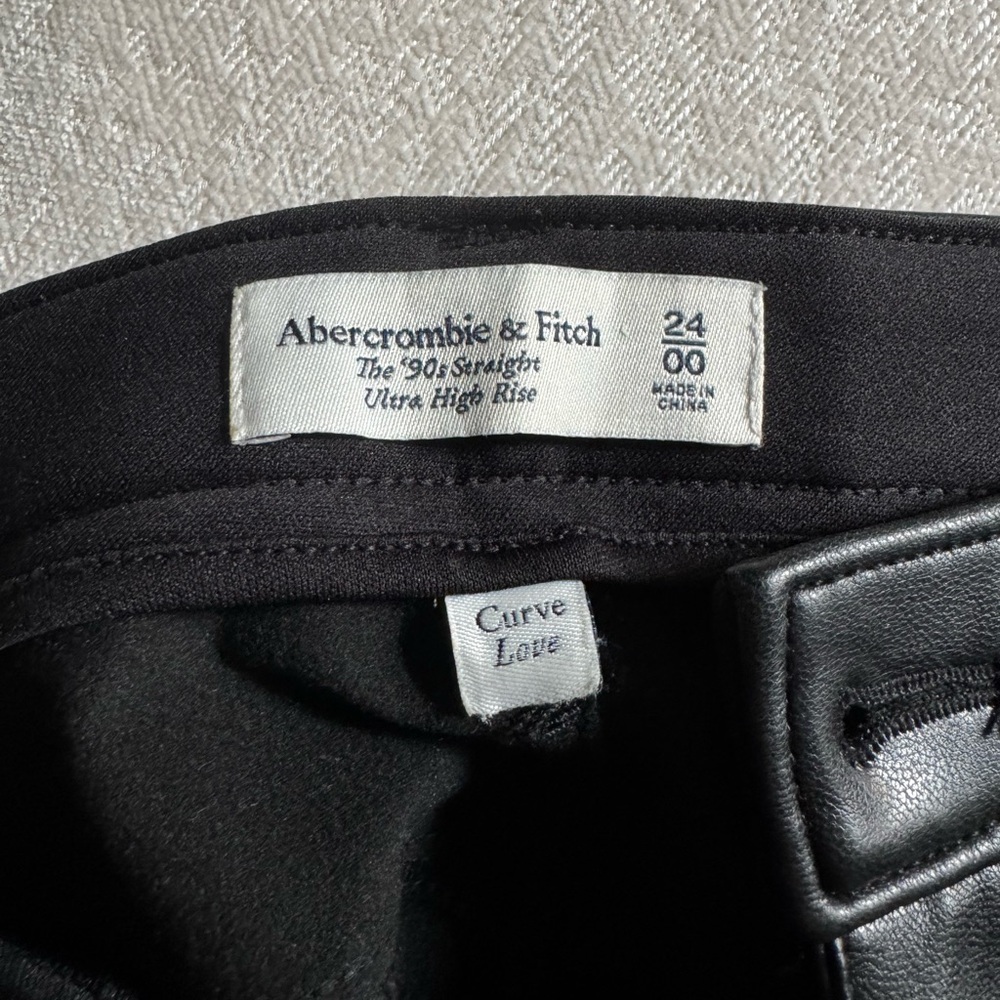 Abercrombie & Fitch
The '90s Straight
Ultra High Rise
24
00
MADE IN
CHINA
Curve
Love